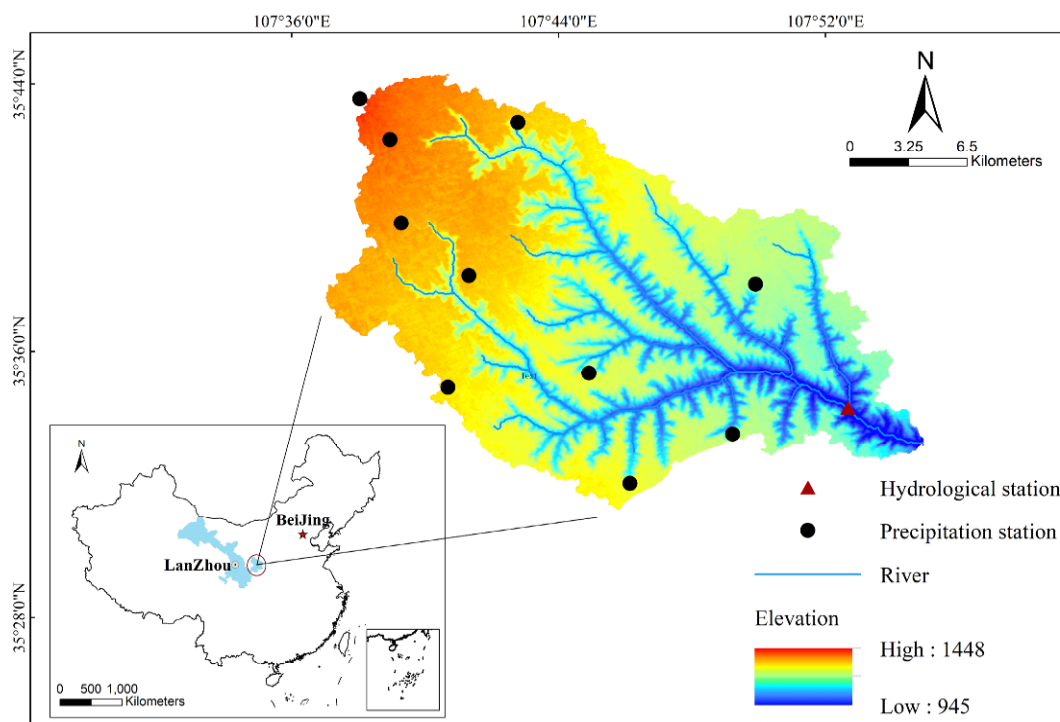 107°36'0"E
107°44'0"E
107°52'0"E
35°44'0"N
35°36'0"N
35°28'0"N
N
0 3.25 6.5
Kilometers
Text
N
BeiJing
LanZhou
0 500 1,000
Kilometers
Hydrological station
Precipitation station
River
Elevation
High : 1448
Low : 945